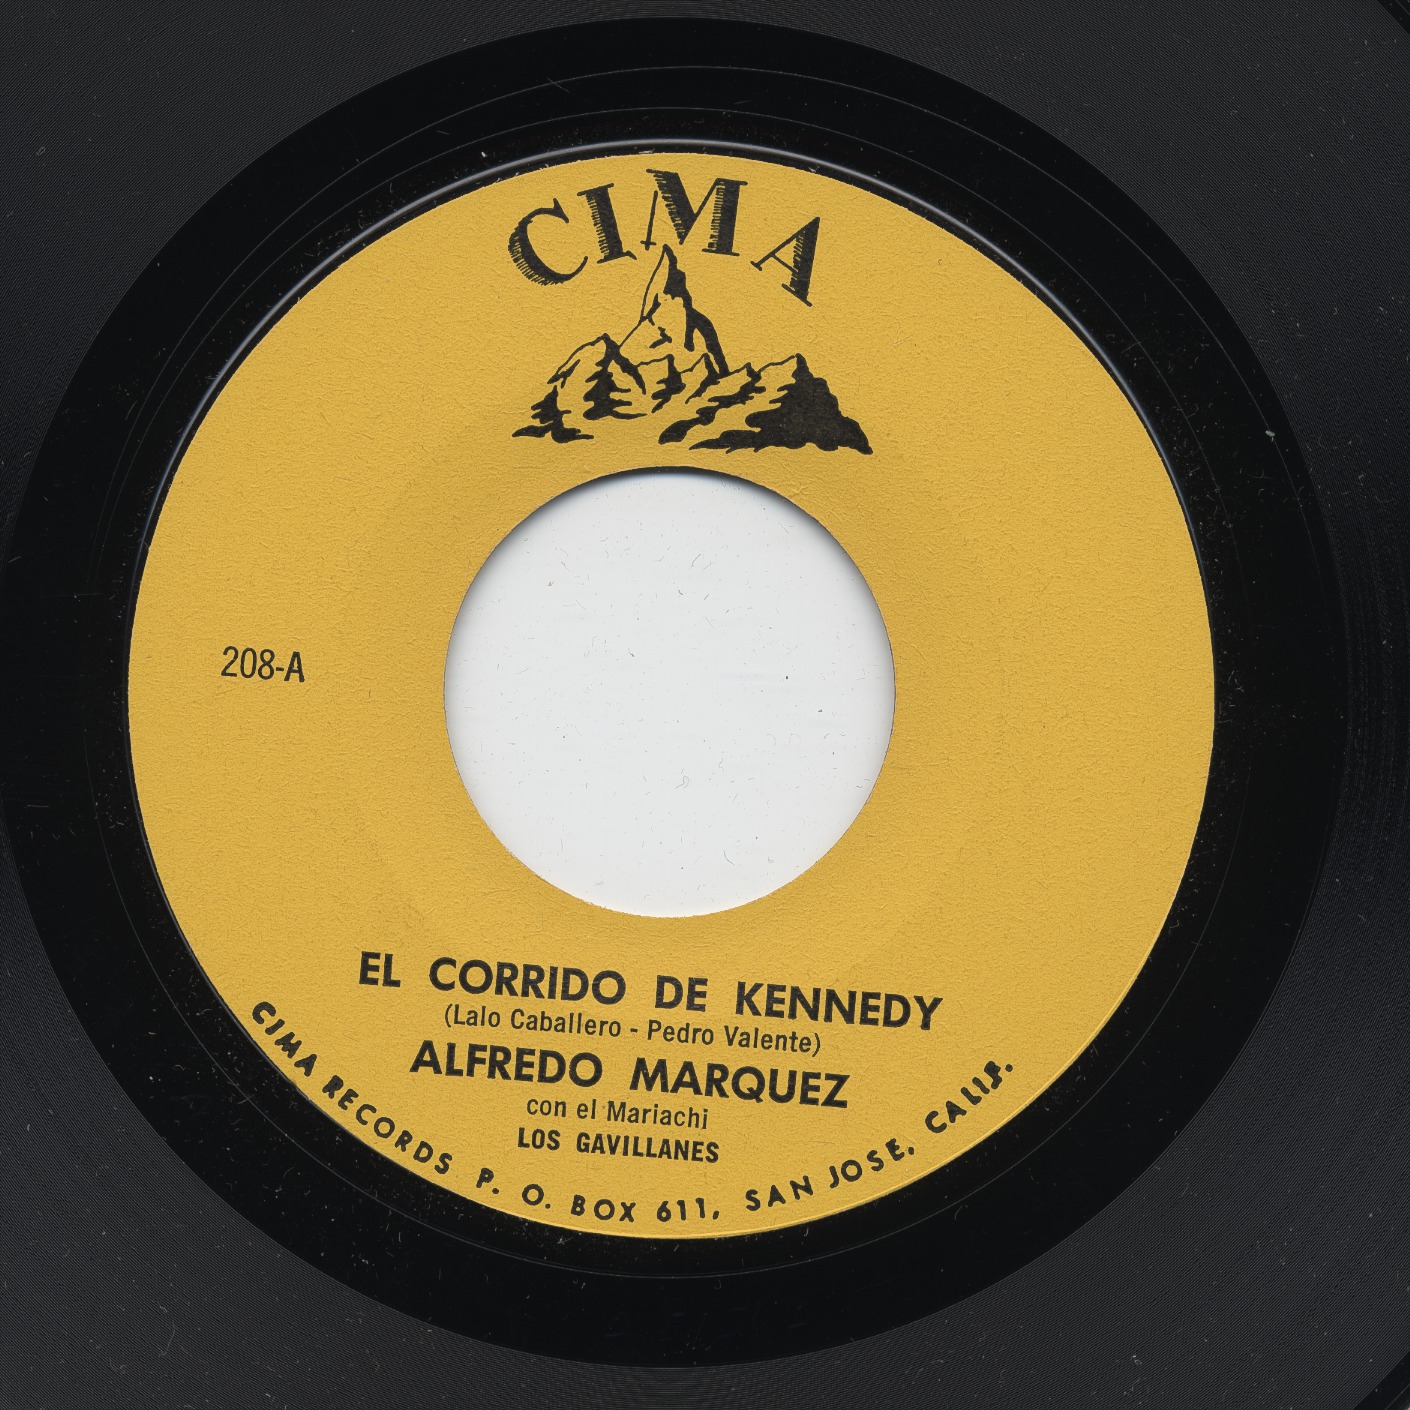 CIMA
208-A
EL CORRIDO DE KENNEDY
(Lalo Caballero - Pedro Valente)
ALFREDO MARQUEZ
con el Mariachi
LOS GAVILLANES
CIMA RECORDS P. O. BOX 611, SAN JOSE, CALIF.